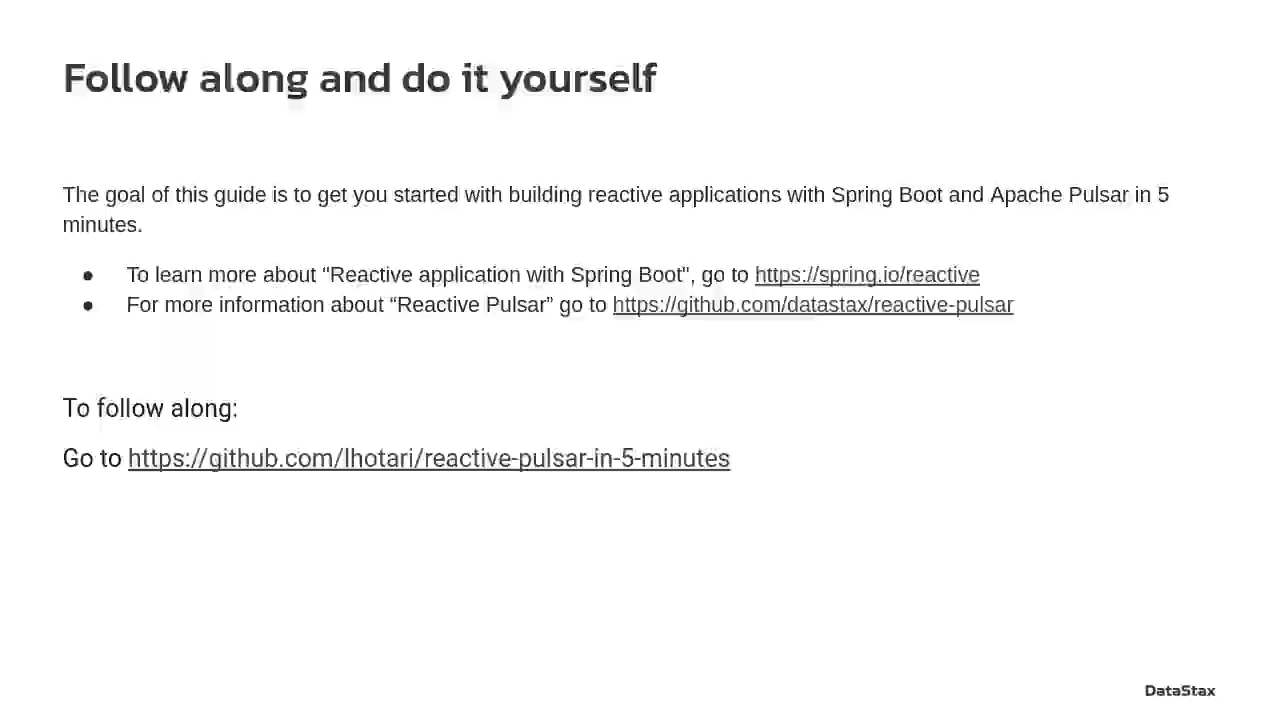 Follow along and do it yourself
The goal of this guide is to get you started with building reactive applications with Spring Boot and Apache Pulsar in 5
minutes.
● To learn more about "Reactive application with Spring Boot", go to https://spring.io/reactive
● For more information about “Reactive Pulsar” go to https://github.com/datastax/reactive-pulsar
To follow along:
Go to https://github.com/lhotari/reactive-pulsar-in-5-minutes
DataStax